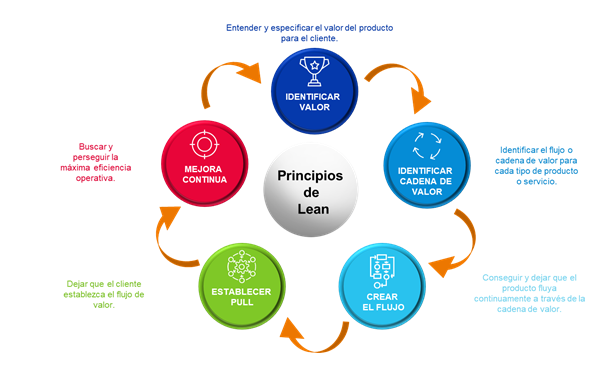 Entender y especificar el valor del producto
para el cliente.
IDENTIFICAR
VALOR
Identificar el flujo o
cadena de valor para
cada tipo de producto
o servicio.
IDENTIFICAR
CADENA DE
VALOR
Conseguir y dejar que el
producto fluya
continuamente a través de la
cadena de valor.
CREAR
EL FLUJO
Dejar que el cliente
establezca el flujo de
valor.
ESTABLECER
PULL
Buscar y
perseguir la
máxima eficiencia
operativa.
MEJORA
CONTINUA
Principios
de
Lean